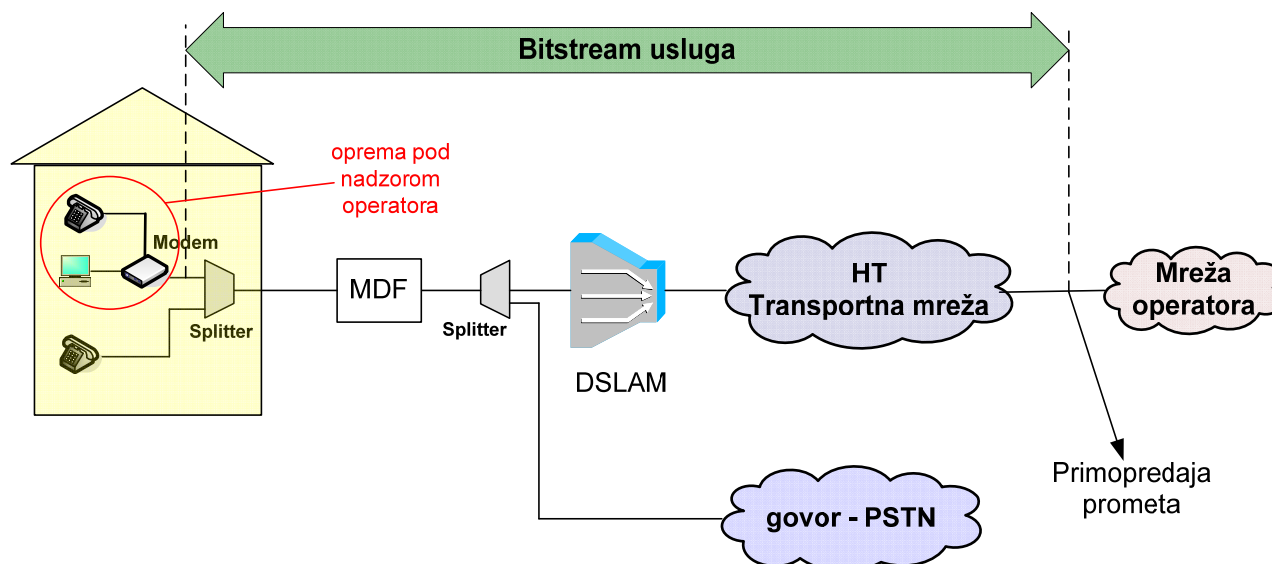 Bitstream usluga
oprema pod
nadzorom
operatora
Modem
Splitter
MDF
Splitter
DSLAM
HT
Transportna mreža
Mreža
operatora
Primopredaja
prometa
govor - PSTN